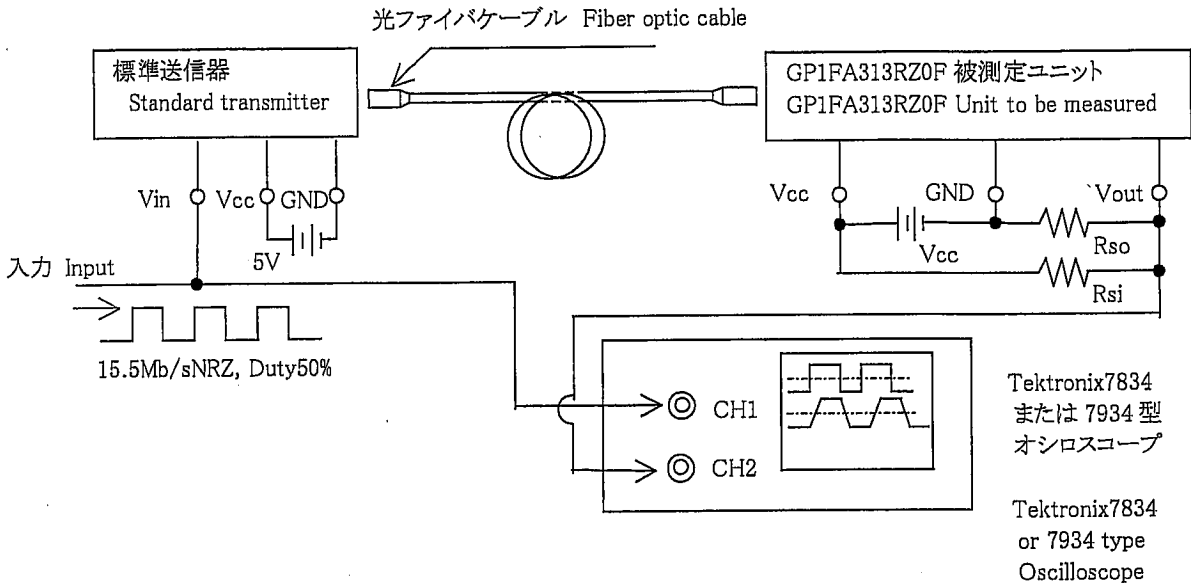 光ファイバケーブル Fiber optic cable
標準送信器
Standard transmitter
GP1FA313RZ0F 被測定ユニット
GP1FA313RZ0F Unit to be measured
Vin
Vcc
GND
5V
Vcc
GND
Vout
Vcc
Rso
Rsi
入力 Input
15.5Mb/sNRZ, Duty50%
CH1
CH2
Tektronix7834
または 7934 型
オシロスコープ
Tektronix7834
or 7934 type
Oscilloscope